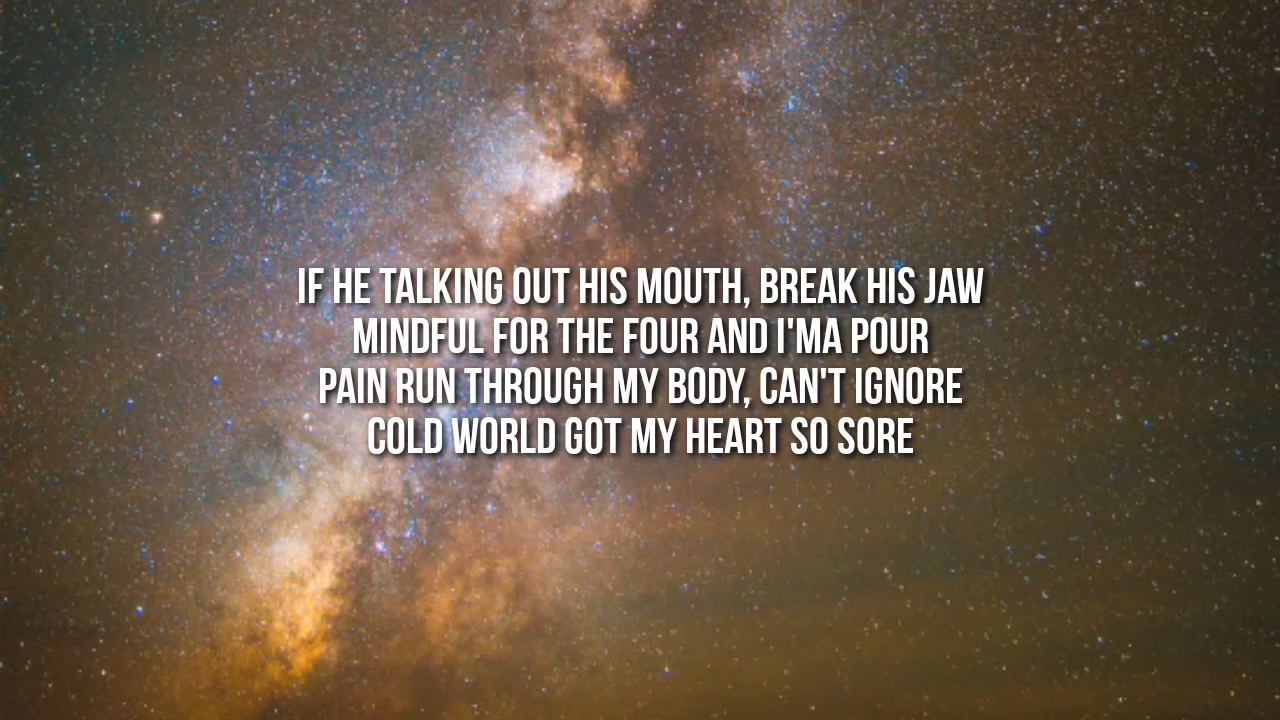 IF HE TALKING OUT HIS MOUTH, BREAK HIS JAW
MINDFUL FOR THE FOUR AND I'MA POUR
PAIN RUN THROUGH MY BODY, CAN'T IGNORE
COLD WORLD GOT MY HEART SO SORE